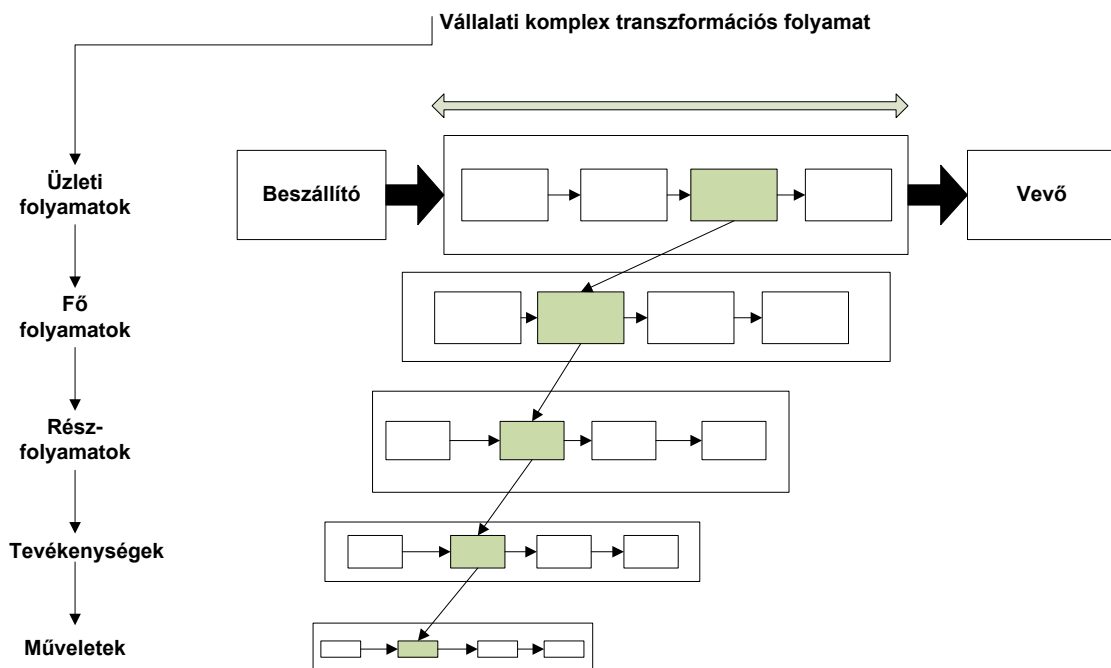 Vállalati komplex transzformációs folyamat
Üzleti
folyamatok
Beszállító
Vevő
Fő
folyamatok
Rész-
folyamatok
Tevékenységek
Műveletek